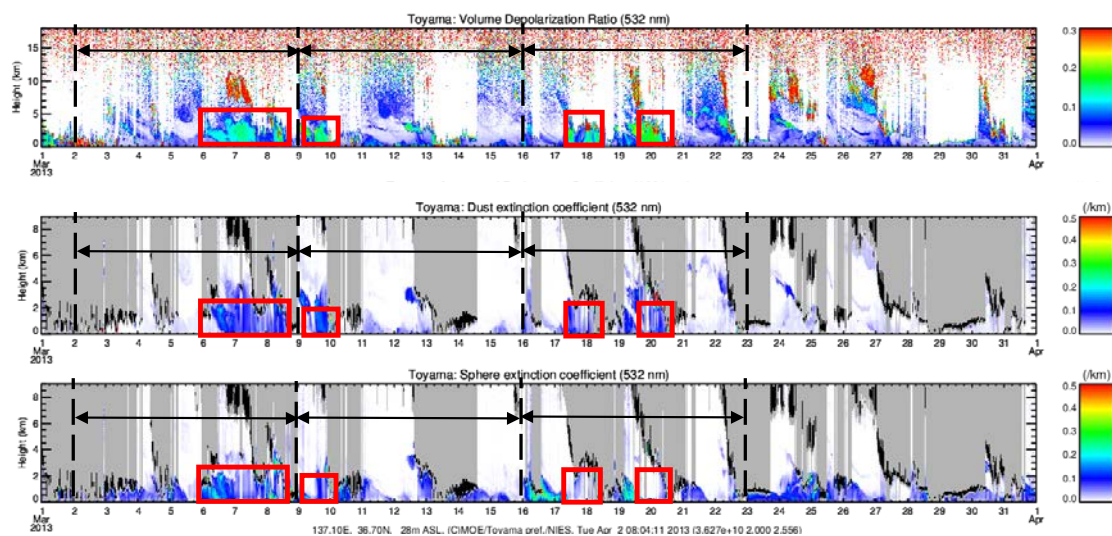 Toyama: Volume Depolarization Ratio (532 nm)
Height (km)
15
10
5
0
0.3
0.2
0.1
0.0
1 2 3 4 5 6 7 8 9 10 11 12 13 14 15 16 17 18 19 20 21 22 23 24 25 26 27 28 29 30 31 1
Mar Apr
2013
Toyama: Dust extinction coefficient (532 nm)
(/km)
Height (km)
8
6
4
2
0
0.5
0.4
0.3
0.2
0.1
0.0
1 2 3 4 5 6 7 8 9 10 11 12 13 14 15 16 17 18 19 20 21 22 23 24 25 26 27 28 29 30 31 1
Mar Apr
2013
Toyama: Sphere extinction coefficient (532 nm)
(/km)
Height (km)
8
6
4
2
0
0.5
0.4
0.3
0.2
0.1
0.0
1 2 3 4 5 6 7 8 9 10 11 12 13 14 15 16 17 18 19 20 21 22 23 24 25 26 27 28 29 30 31 1
Mar Apr
2013
137.10E, 36.70N, 28m ASL, (C)MOE/Toyama pref./NIES, Tue Apr 2 08:04:11 2013 (3.627e+10 2.000 2.556)